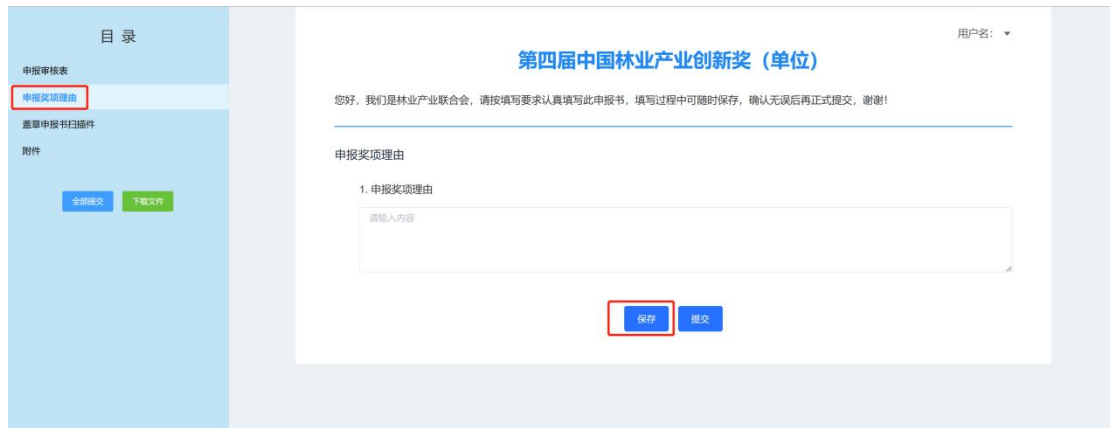 目 录
申报审核表
申报奖项理由
盖章申报书扫描件
附件
全部提交
下载文件
用户名：
第四届中国林业产业创新奖（单位）
您好，我们是林业产业联合会，请按填写要求认真填写此申报书，填写过程中可随时保存，确认无误后再正式提交，谢谢！
申报奖项理由
1. 申报奖项理由
请输入内容
保存
提交